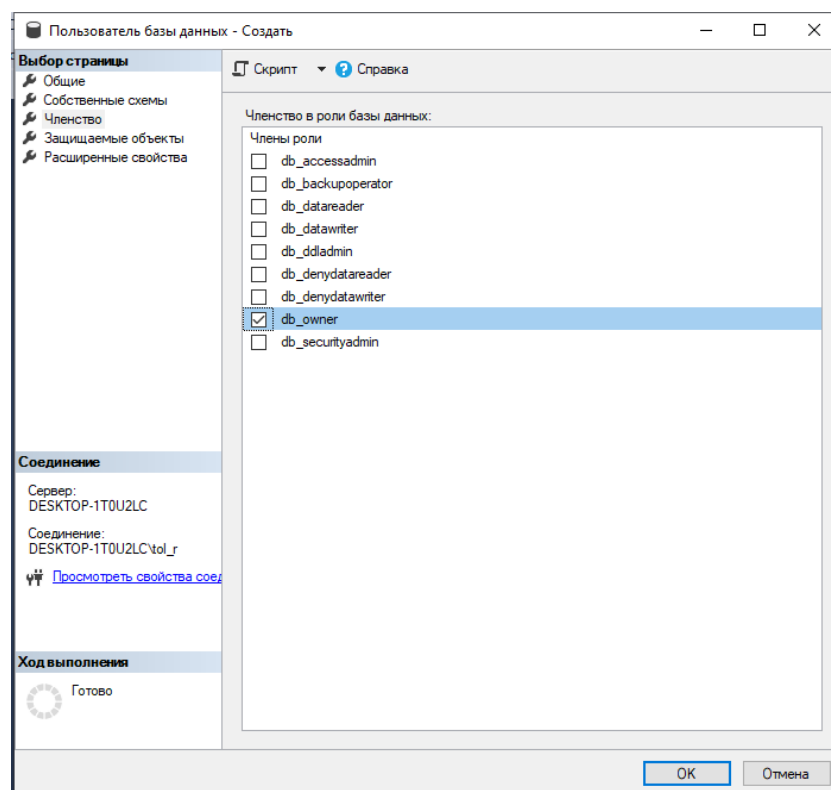 Пользователь базы данных - Создать
Выбор страницы
Общие
Собственные схемы
Членство
Защищаемые объекты
Расширенные свойства
Скрипт
Справка
Членство в роли базы данных:
Члены роли
db_accessadmin
db_backupoperator
db_datareader
db_datawriter
db_ddladmin
db_denydatareader
db_denydatawriter
db_owner
db_securityadmin
Соединение
Сервер:
DESKTOP-1T0U2LC
Соединение:
DESKTOP-1T0U2LC\tol_r
Просмотреть свойства соед
Ход выполнения
Готово
OK
Отмена